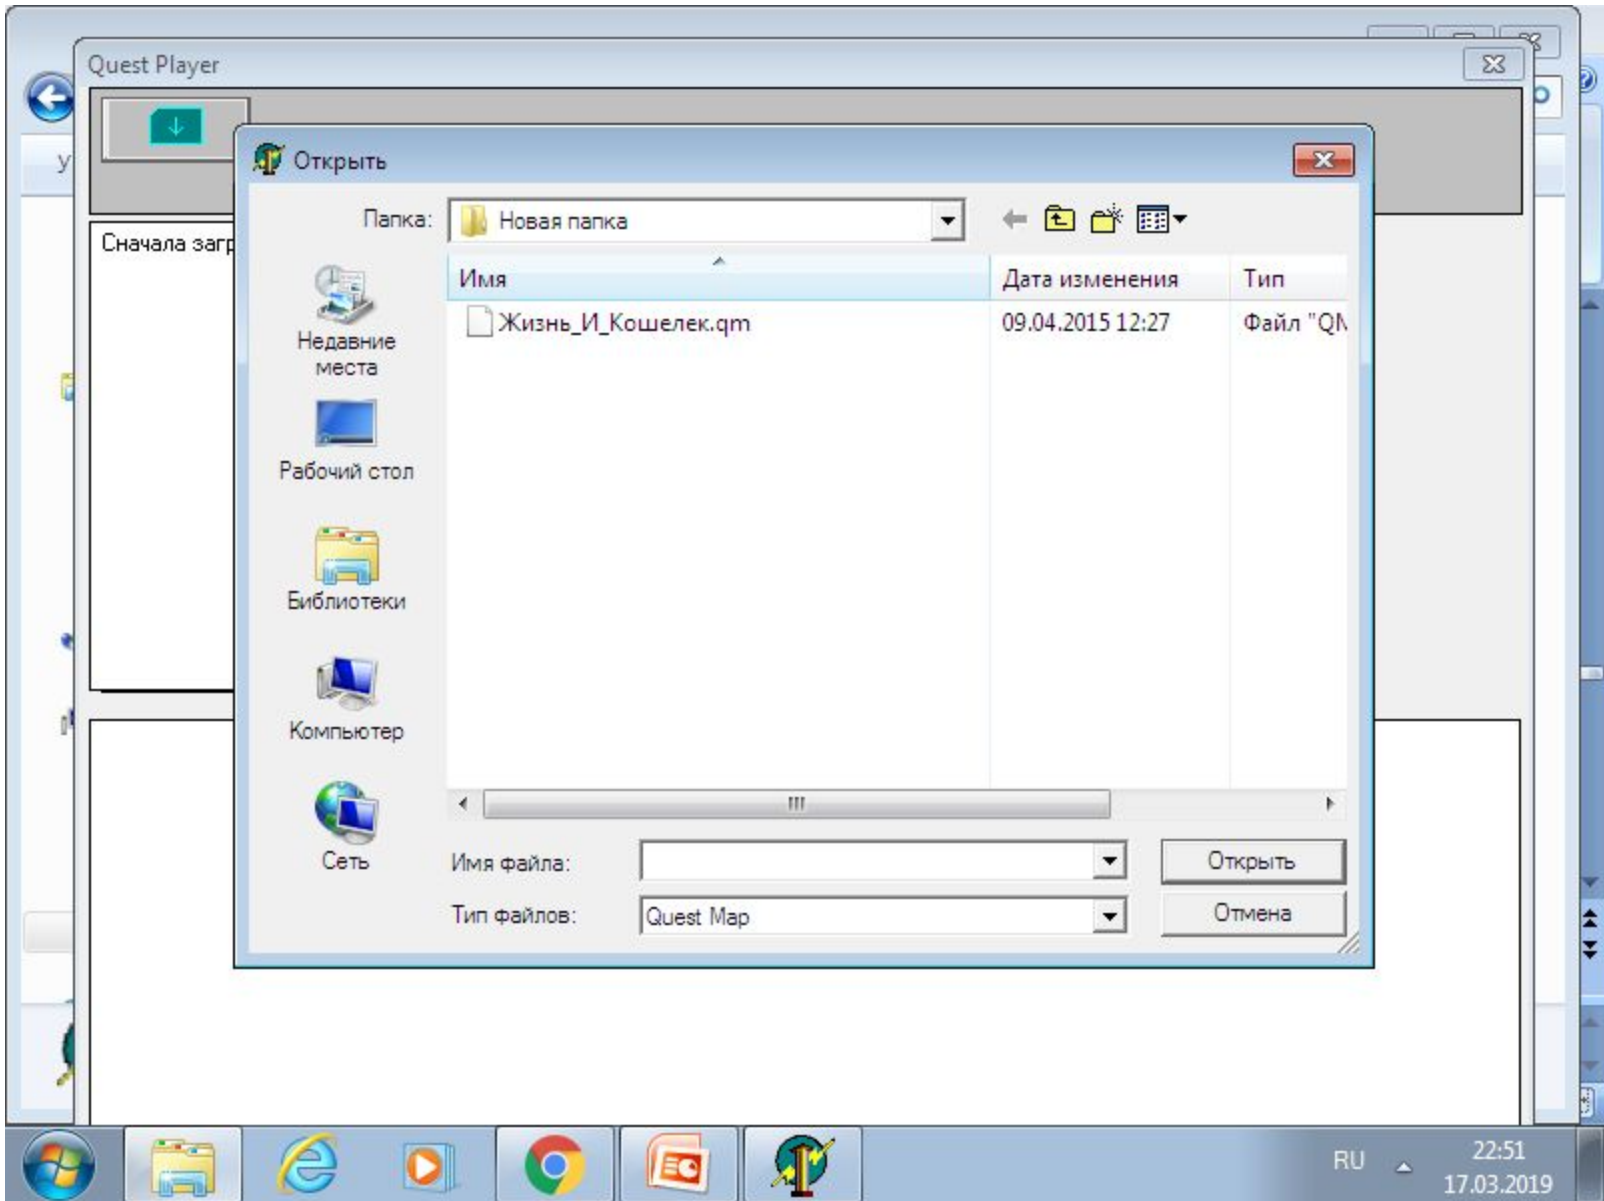 Quest Player
У
Сначала загр
Открыть
Папка:
Новая папка
Имя
Дата изменения
Тип
Жизнь_И_Кошелек.qm
09.04.2015 12:27
Файл "QM
Недавние
места
Рабочий стол
Библиотеки
Компьютер
Сеть
Имя файла:
Открыть
Тип файлов:
Quest Map
Отмена
RU
22:51
17.03.2019